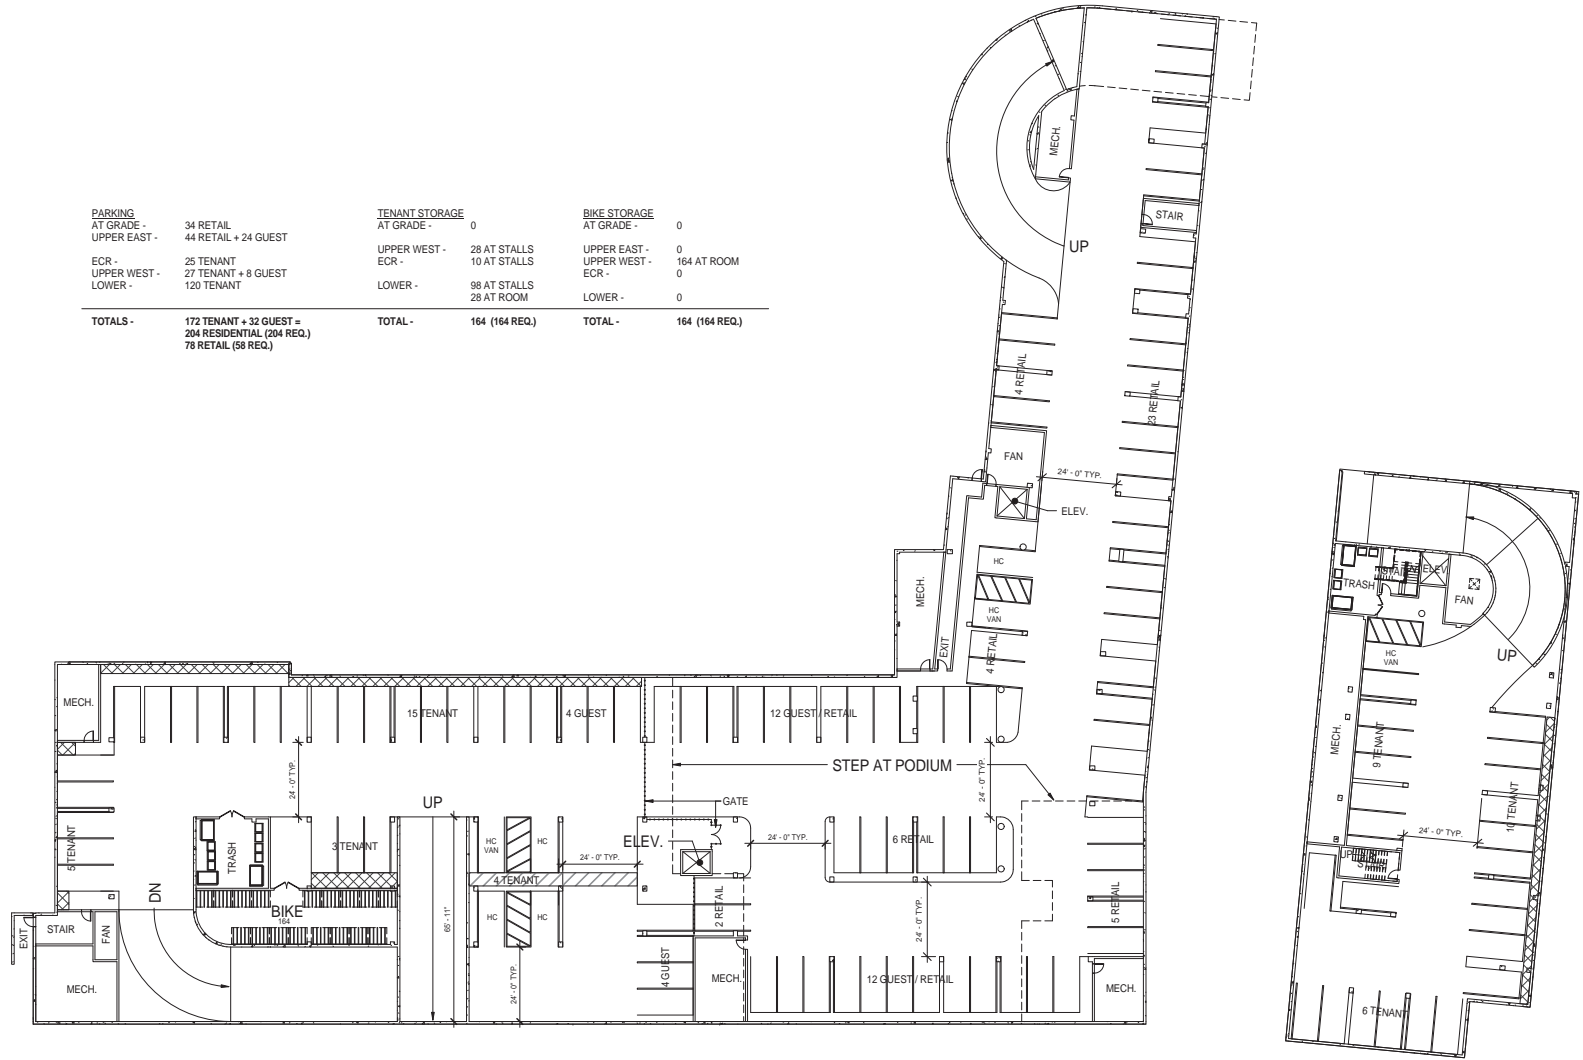 PARKING
AT GRADE - 34 RETAIL
UPPER EAST - 44 RETAIL + 24 GUEST
ECR - 25 TENANT
UPPER WEST - 27 TENANT + 8 GUEST
LOWER - 120 TENANT
TOTALS - 172 TENANT + 32 GUEST =
204 RESIDENTIAL (204 REQ.)
78 RETAIL (58 REQ.)
TENANT STORAGE
AT GRADE - 0
UPPER WEST - 28 AT STALLS
ECR - 10 AT STALLS
LOWER - 98 AT STALLS
28 AT ROOM
TOTAL - 164 (164 REQ.)
BIKE STORAGE
AT GRADE - 0
UPPER EAST - 0
UPPER WEST - 164 AT ROOM
ECR - 0
LOWER - 0
TOTAL - 164 (164 REQ.)
MECH.
STAIR
UP
4 RETAIL
23 RETAIL
FAN
24' - 0" TYP.
ELEV.
HC
HC
VAN
MECH.
EXIT
4 RETAIL
MECH.
15 TENANT
4 GUEST
12 GUEST / RETAIL
24' - 0" TYP.
STEP AT PODIUM
24' - 0" TYP.
UP
GATE
5 TENANT
TRASH
3 TENANT
HC
VAN
HC
24' - 0" TYP.
ELEV.
24' - 0" TYP.
6 RETAIL
4 TENANT
DN
BIKE
164
HC
HC
2 RETAIL
5 RETAIL
65' - 11"
24' - 0" TYP.
EXIT
STAIR
FAN
MECH.
24' - 0" TYP.
4 GUEST
MECH.
12 GUEST / RETAIL
MECH.
TRASH
ELEV
FAN
HC
VAN
UP
MECH.
9 TENANT
10 TENANT
24' - 0" TYP.
UP
6 TENANT